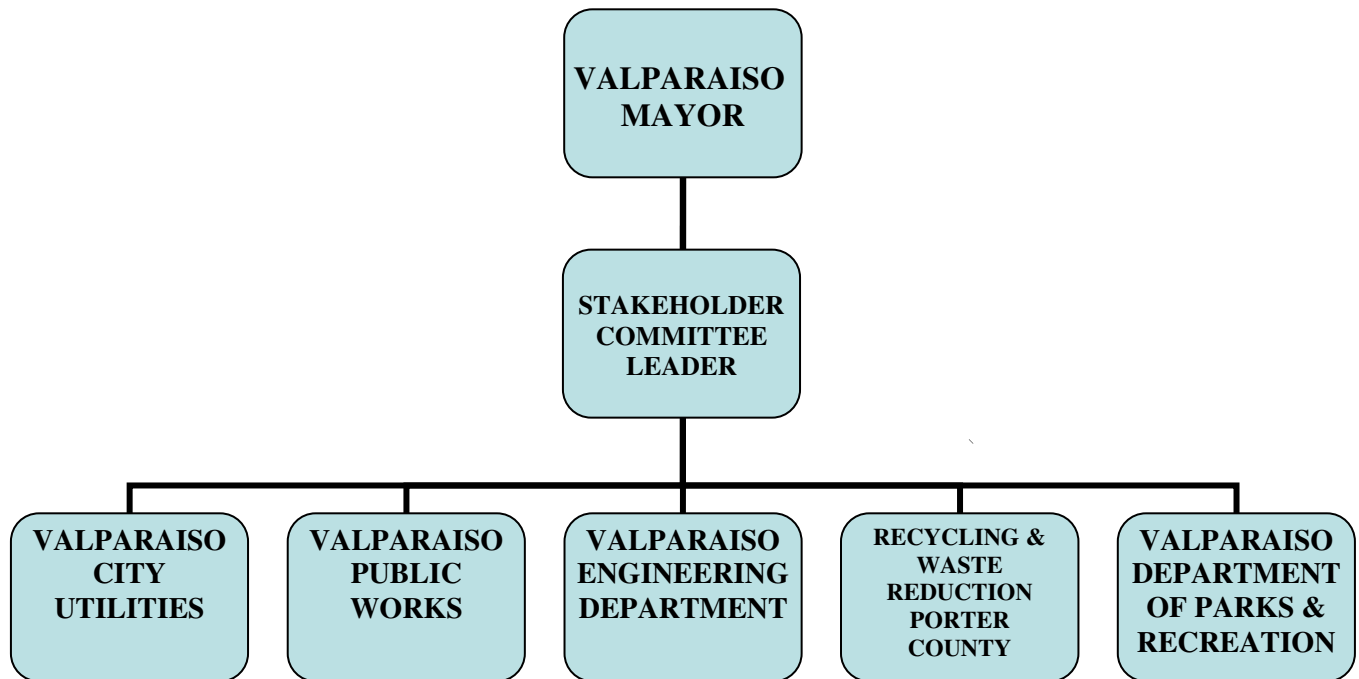 VALPARAISO
MAYOR
STAKEHOLDER
COMMITTEE
LEADER
VALPARAISO
CITY
UTILITIES
VALPARAISO
PUBLIC
WORKS
VALPARAISO
ENGINEERING
DEPARTMENT
RECYCLING &
WASTE
REDUCTION
PORTER
COUNTY
VALPARAISO
DEPARTMENT
OF PARKS &
RECREATION